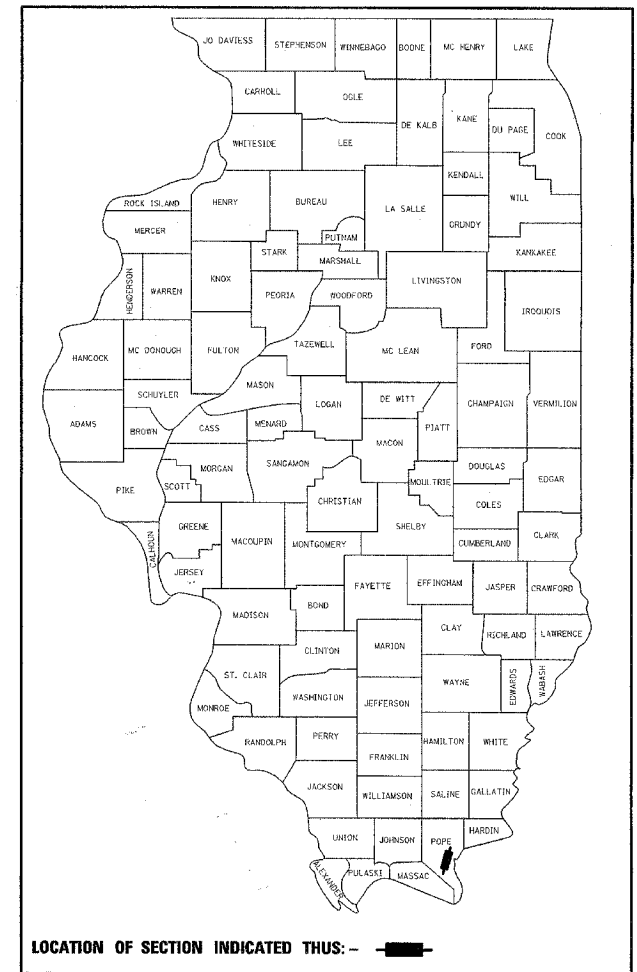 JO DAVIESS STEPHENSON WINNEBAGO BOONE MC HENRY LAKE
CARROLL OGLE DE KALB KANE DU PAGE COOK
WHITESIDE LEE
KENDALL
ROCK ISLAND HENRY BUREAU LA SALLE GRUNDY WILL
MERCER PUTNAM
STARK MARSHALL KANKAKEE
HENDERSON WARREN KNOX PEORIA WOODFORD LIVINGSTON IROQUOIS
HANCOCK MC DONOUGH FULTON TAZEWELL MC LEAN FORD
MASON
SCHUYLER LOGAN DE WITT CHAMPAIGN VERMILION
ADAMS BROWN CASS MENARD PIATT
MACON
PIKE SCOTT MORGAN SANGAMON CHRISTIAN MOULTRIE DOUGLAS EDGAR
COLES
CALHOUN GREENE MACOUPIN MONTGOMERY SHELBY CUMBERLAND CLARK
JERSEY
FAYETTE EFFINGHAM JASPER CRAWFORD
MADISON BOND
CLAY RICHLAND LAWRENCE
CLINTON MARION
ST. CLAIR WAYNE EDWARDS WABASH
WASHINGTON JEFFERSON
MONROE
RANDOLPH PERRY HAMILTON WHITE
FRANKLIN
JACKSON WILLIAMSON SALINE GALLATIN
UNION JOHNSON POPE HARDIN
ALEXANDER PULASKI MASSAC
LOCATION OF SECTION INDICATED THUS: –